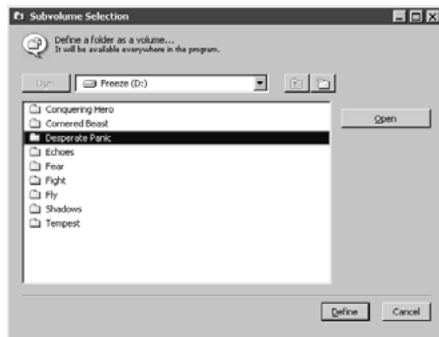 Subvolume Selection
Define a folder as a volume...
It will be available everywhere in the program.
User
Freeze (D:)
Conquering Hero
Cornered Beast
Desperate Panic
Open
Echoes
Fear
Fight
Fly
Shadows
Tempest
Define
Cancel